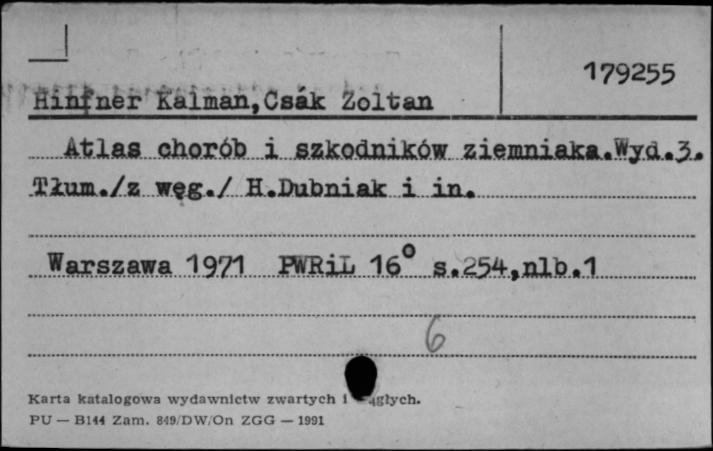 179255
Hinfner Kalman,Csák Zoltan
Atlas chorób i szkodników ziemniaka.Wyd.3.
Tłum./z węg./ H.Dubniak i in.
Warszawa 1971 PWRiL 16° s.254,nlb.1
6
Karta katalogowa wydawnictw zwartych i
PU — B144 Zam. 849/DW/On ZGG — 1991